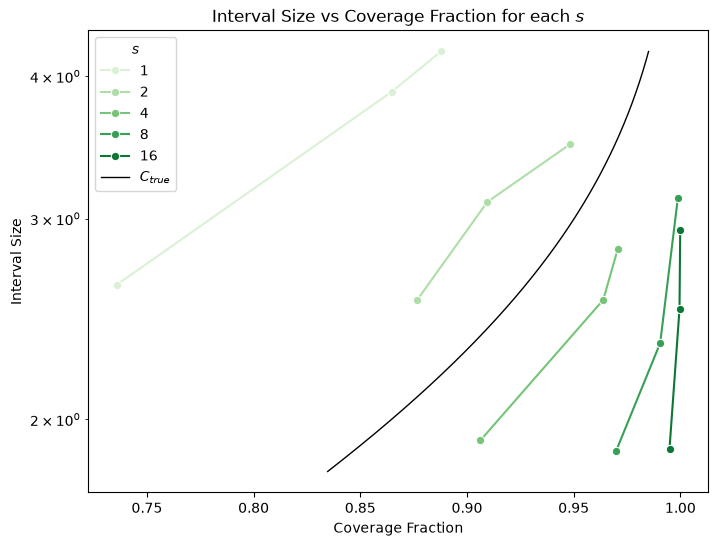 Interval Size vs Coverage Fraction for each s
s
1
2
4
8
16
C_true
4 × 10⁰
3 × 10⁰
2 × 10⁰
Interval Size
0.75 0.80 0.85 0.90 0.95 1.00
Coverage Fraction